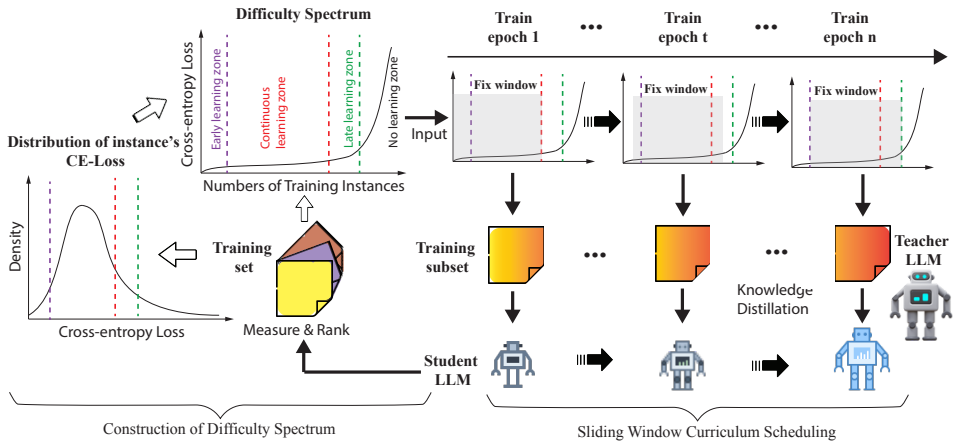 Difficulty Spectrum
Cross-entropy Loss
Early learning zone
Continuous
learning zone
Late learning zone
No learning zone
Numbers of Training Instances
Distribution of instance's
CE-Loss
Density
Cross-entropy Loss
Training
set
Measure & Rank
Student
LLM
Construction of Difficulty Spectrum
Train
epoch 1
•••
Train
epoch t
•••
Train
epoch n
Input
Fix window
Fix window
Fix window
Training
subset
•••
•••
Knowledge
Distillation
Teacher
LLM
Sliding Window Curriculum Scheduling